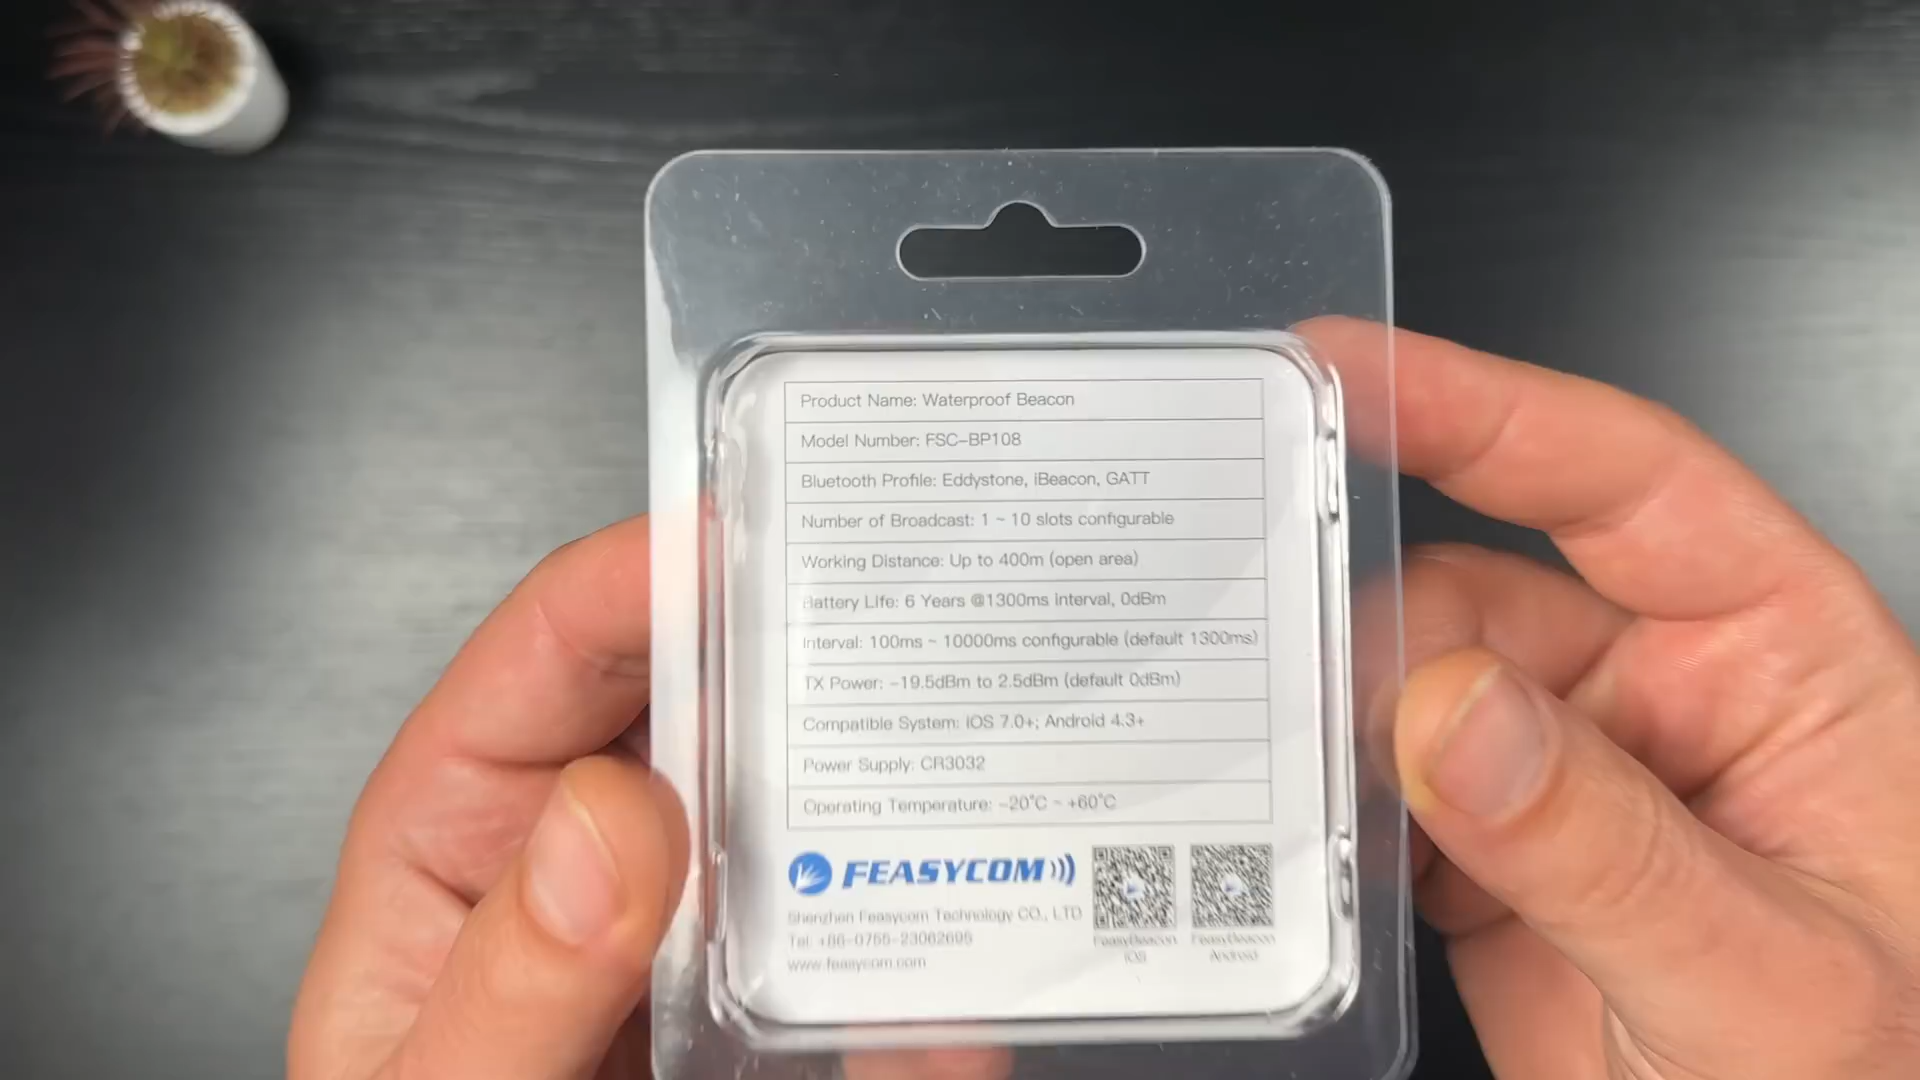 Product Name: Waterproof Beacon
Model Number: FSC-BP108
Bluetooth Profile: Eddystone, iBeacon, GATT
Number of Broadcast: 1 ~ 10 slots configurable
Working Distance: Up to 400m (open area)
Battery Life: 6 Years @1300ms interval, 0dBm
Interval: 100ms ~ 10000ms configurable (default 1300ms)
TX Power: -19.5dBm to 2.5dBm (default 0dBm)
Compatible System: iOS 7.0+; Android 4.3+
Power Supply: CR3032
Operating Temperature: -20°C ~ +60°C
FEASYCOM
Shenzhen Feasycom Technology CO., LTD
Tel: +86-0755-23062695
www.feasycom.com
FeasyBeacon FeasyBeacon
iOS Android